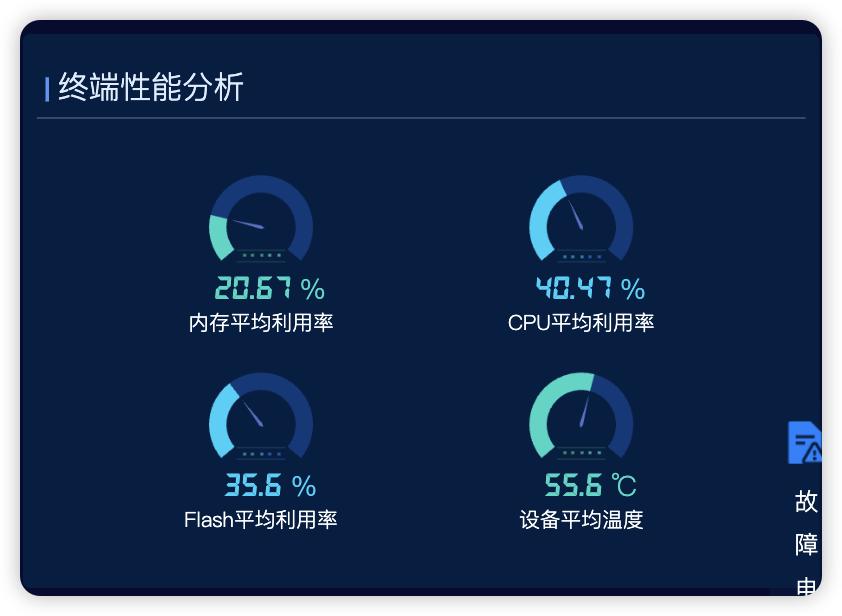 终端性能分析
20.67 %
内存平均利用率
40.47 %
CPU平均利用率
35.6 %
Flash平均利用率
55.6 ℃
设备平均温度
故
障
电